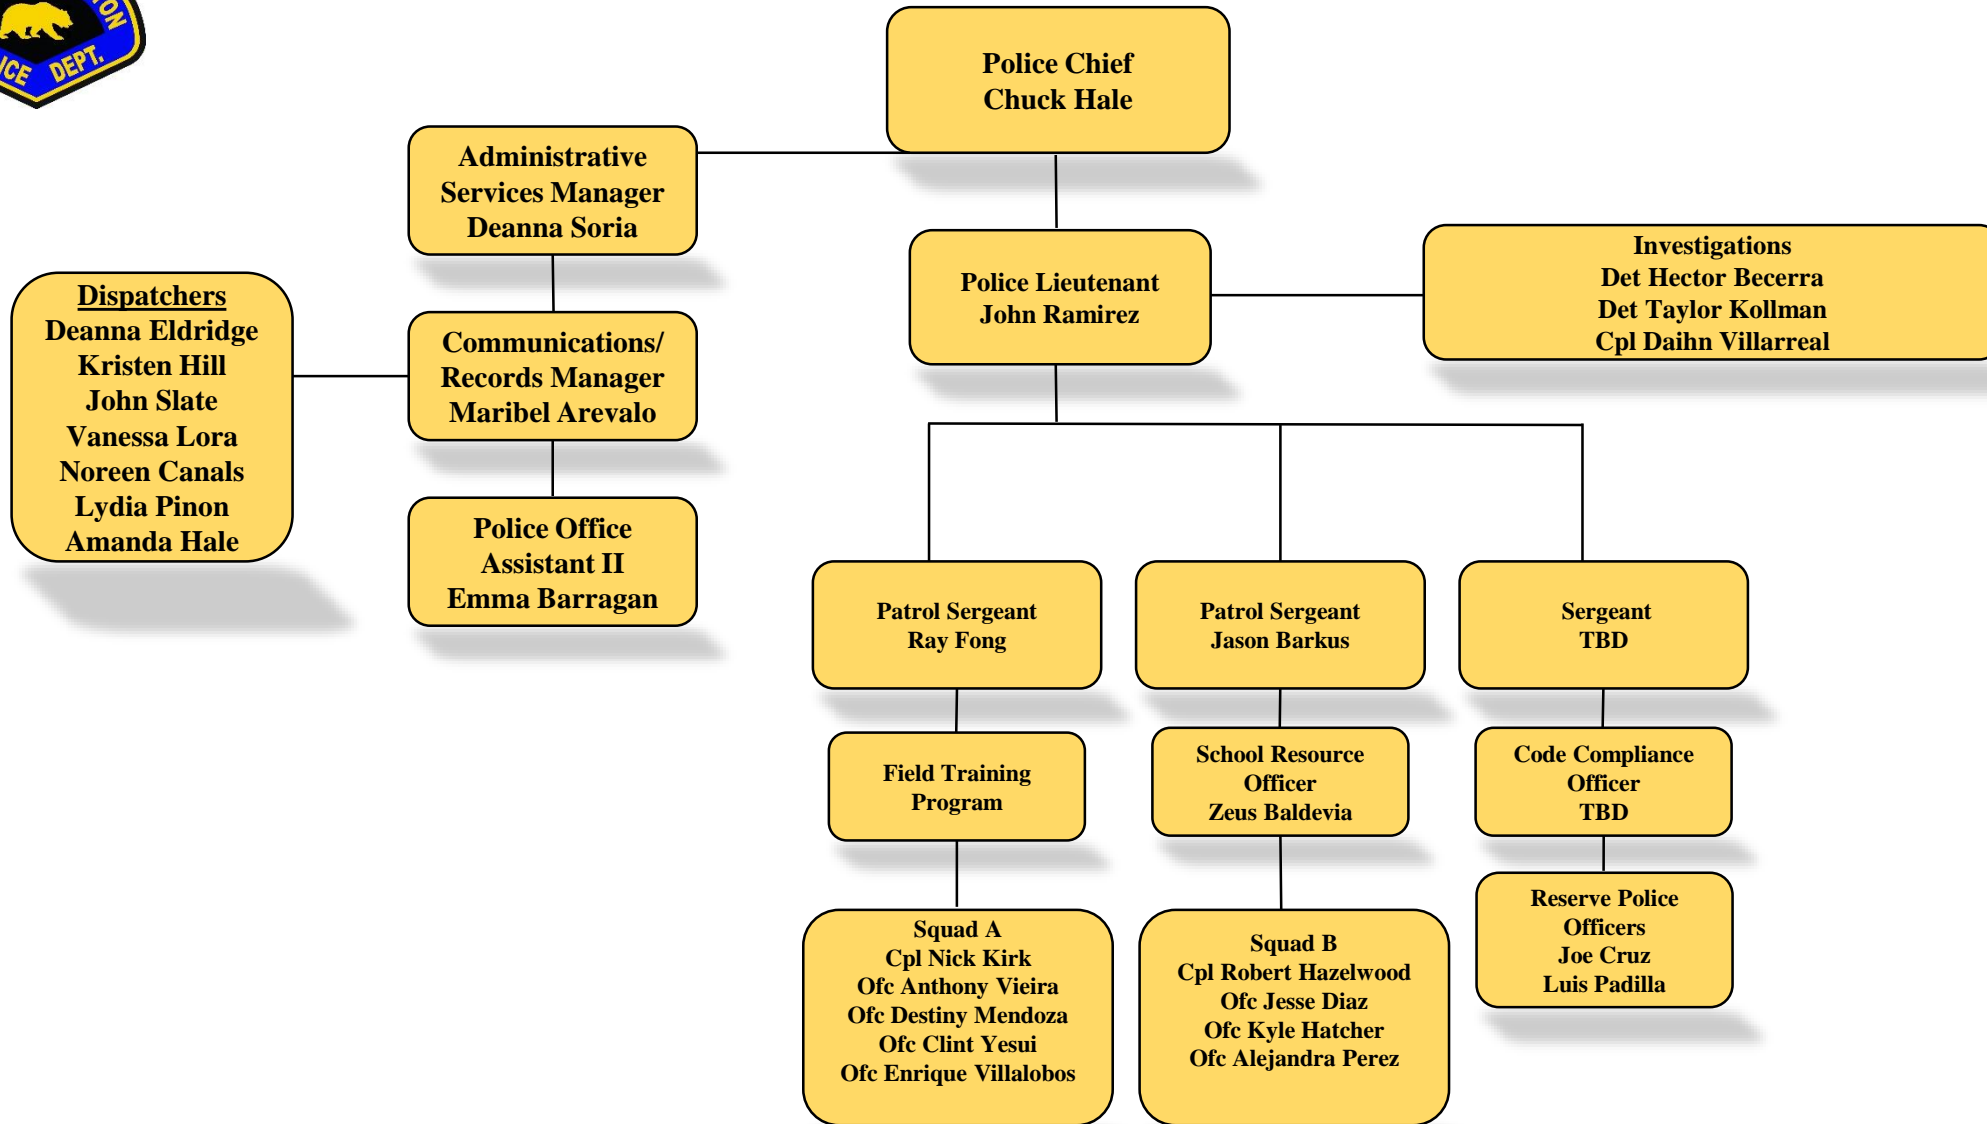 TON
ICE DEPT.
Police Chief
Chuck Hale
Administrative
Services Manager
Deanna Soria
Police Lieutenant
John Ramirez
Investigations
Det Hector Becerra
Det Taylor Kollman
Cpl Daihn Villarreal
Dispatchers
Deanna Eldridge
Kristen Hill
John Slate
Vanessa Lora
Noreen Canals
Lydia Pinon
Amanda Hale
Communications/
Records Manager
Maribel Arevalo
Police Office
Assistant II
Emma Barragan
Patrol Sergeant
Ray Fong
Patrol Sergeant
Jason Barkus
Sergeant
TBD
Field Training
Program
School Resource
Officer
Zeus Baldevia
Code Compliance
Officer
TBD
Squad A
Cpl Nick Kirk
Ofc Anthony Vieira
Ofc Destiny Mendoza
Ofc Clint Yesui
Ofc Enrique Villalobos
Squad B
Cpl Robert Hazelwood
Ofc Jesse Diaz
Ofc Kyle Hatcher
Ofc Alejandra Perez
Reserve Police
Officers
Joe Cruz
Luis Padilla